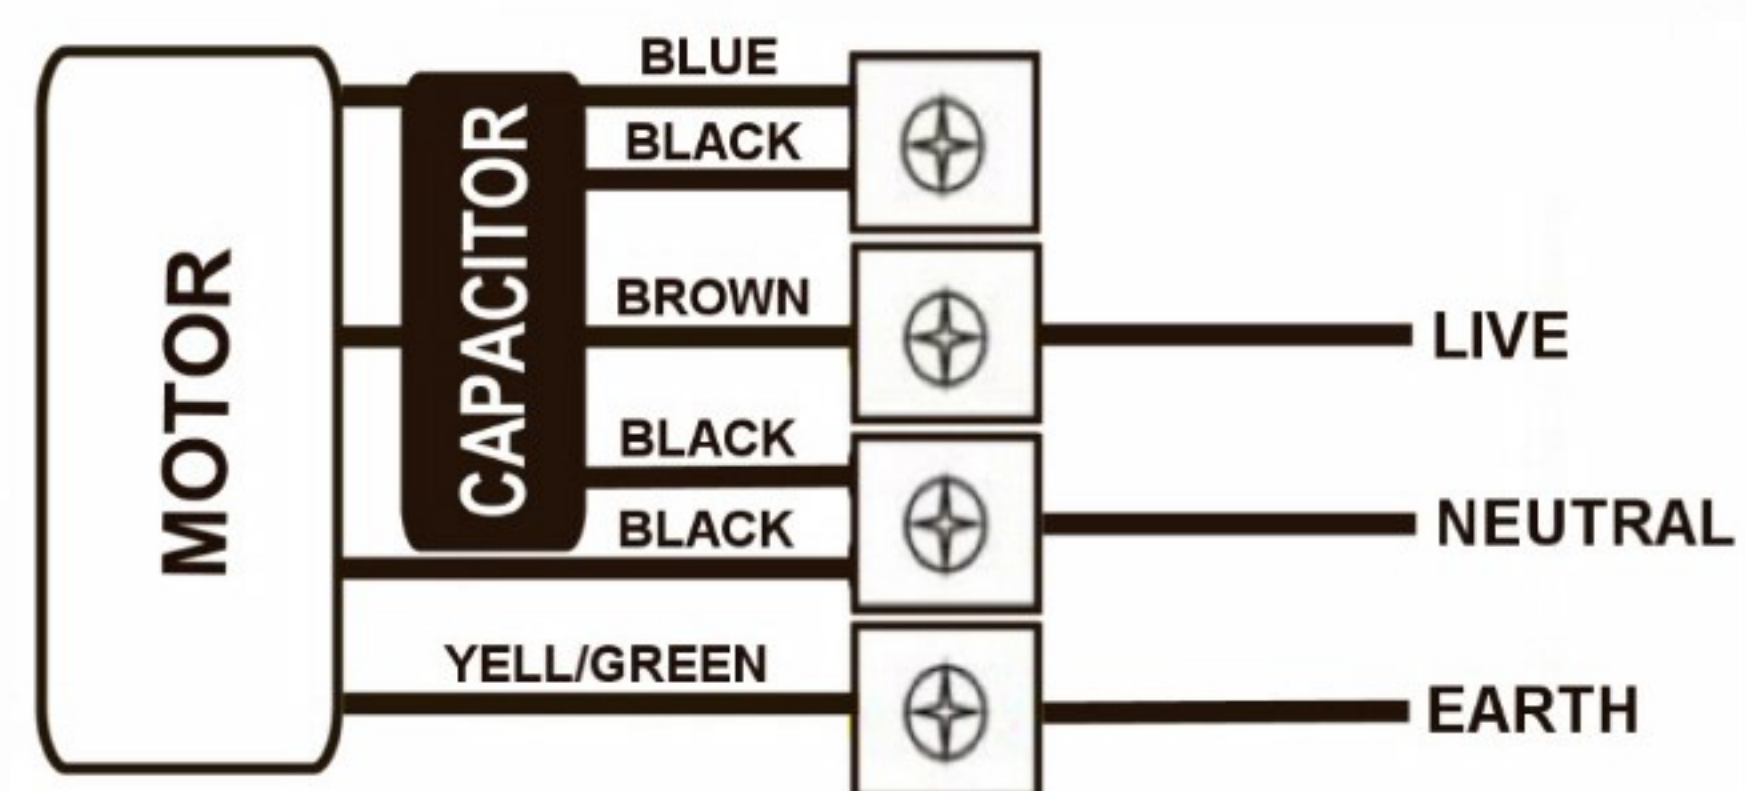 MOTOR
CAPACITOR
BLUE
BLACK
BROWN
BLACK
BLACK
YELL/GREEN
LIVE
NEUTRAL
EARTH